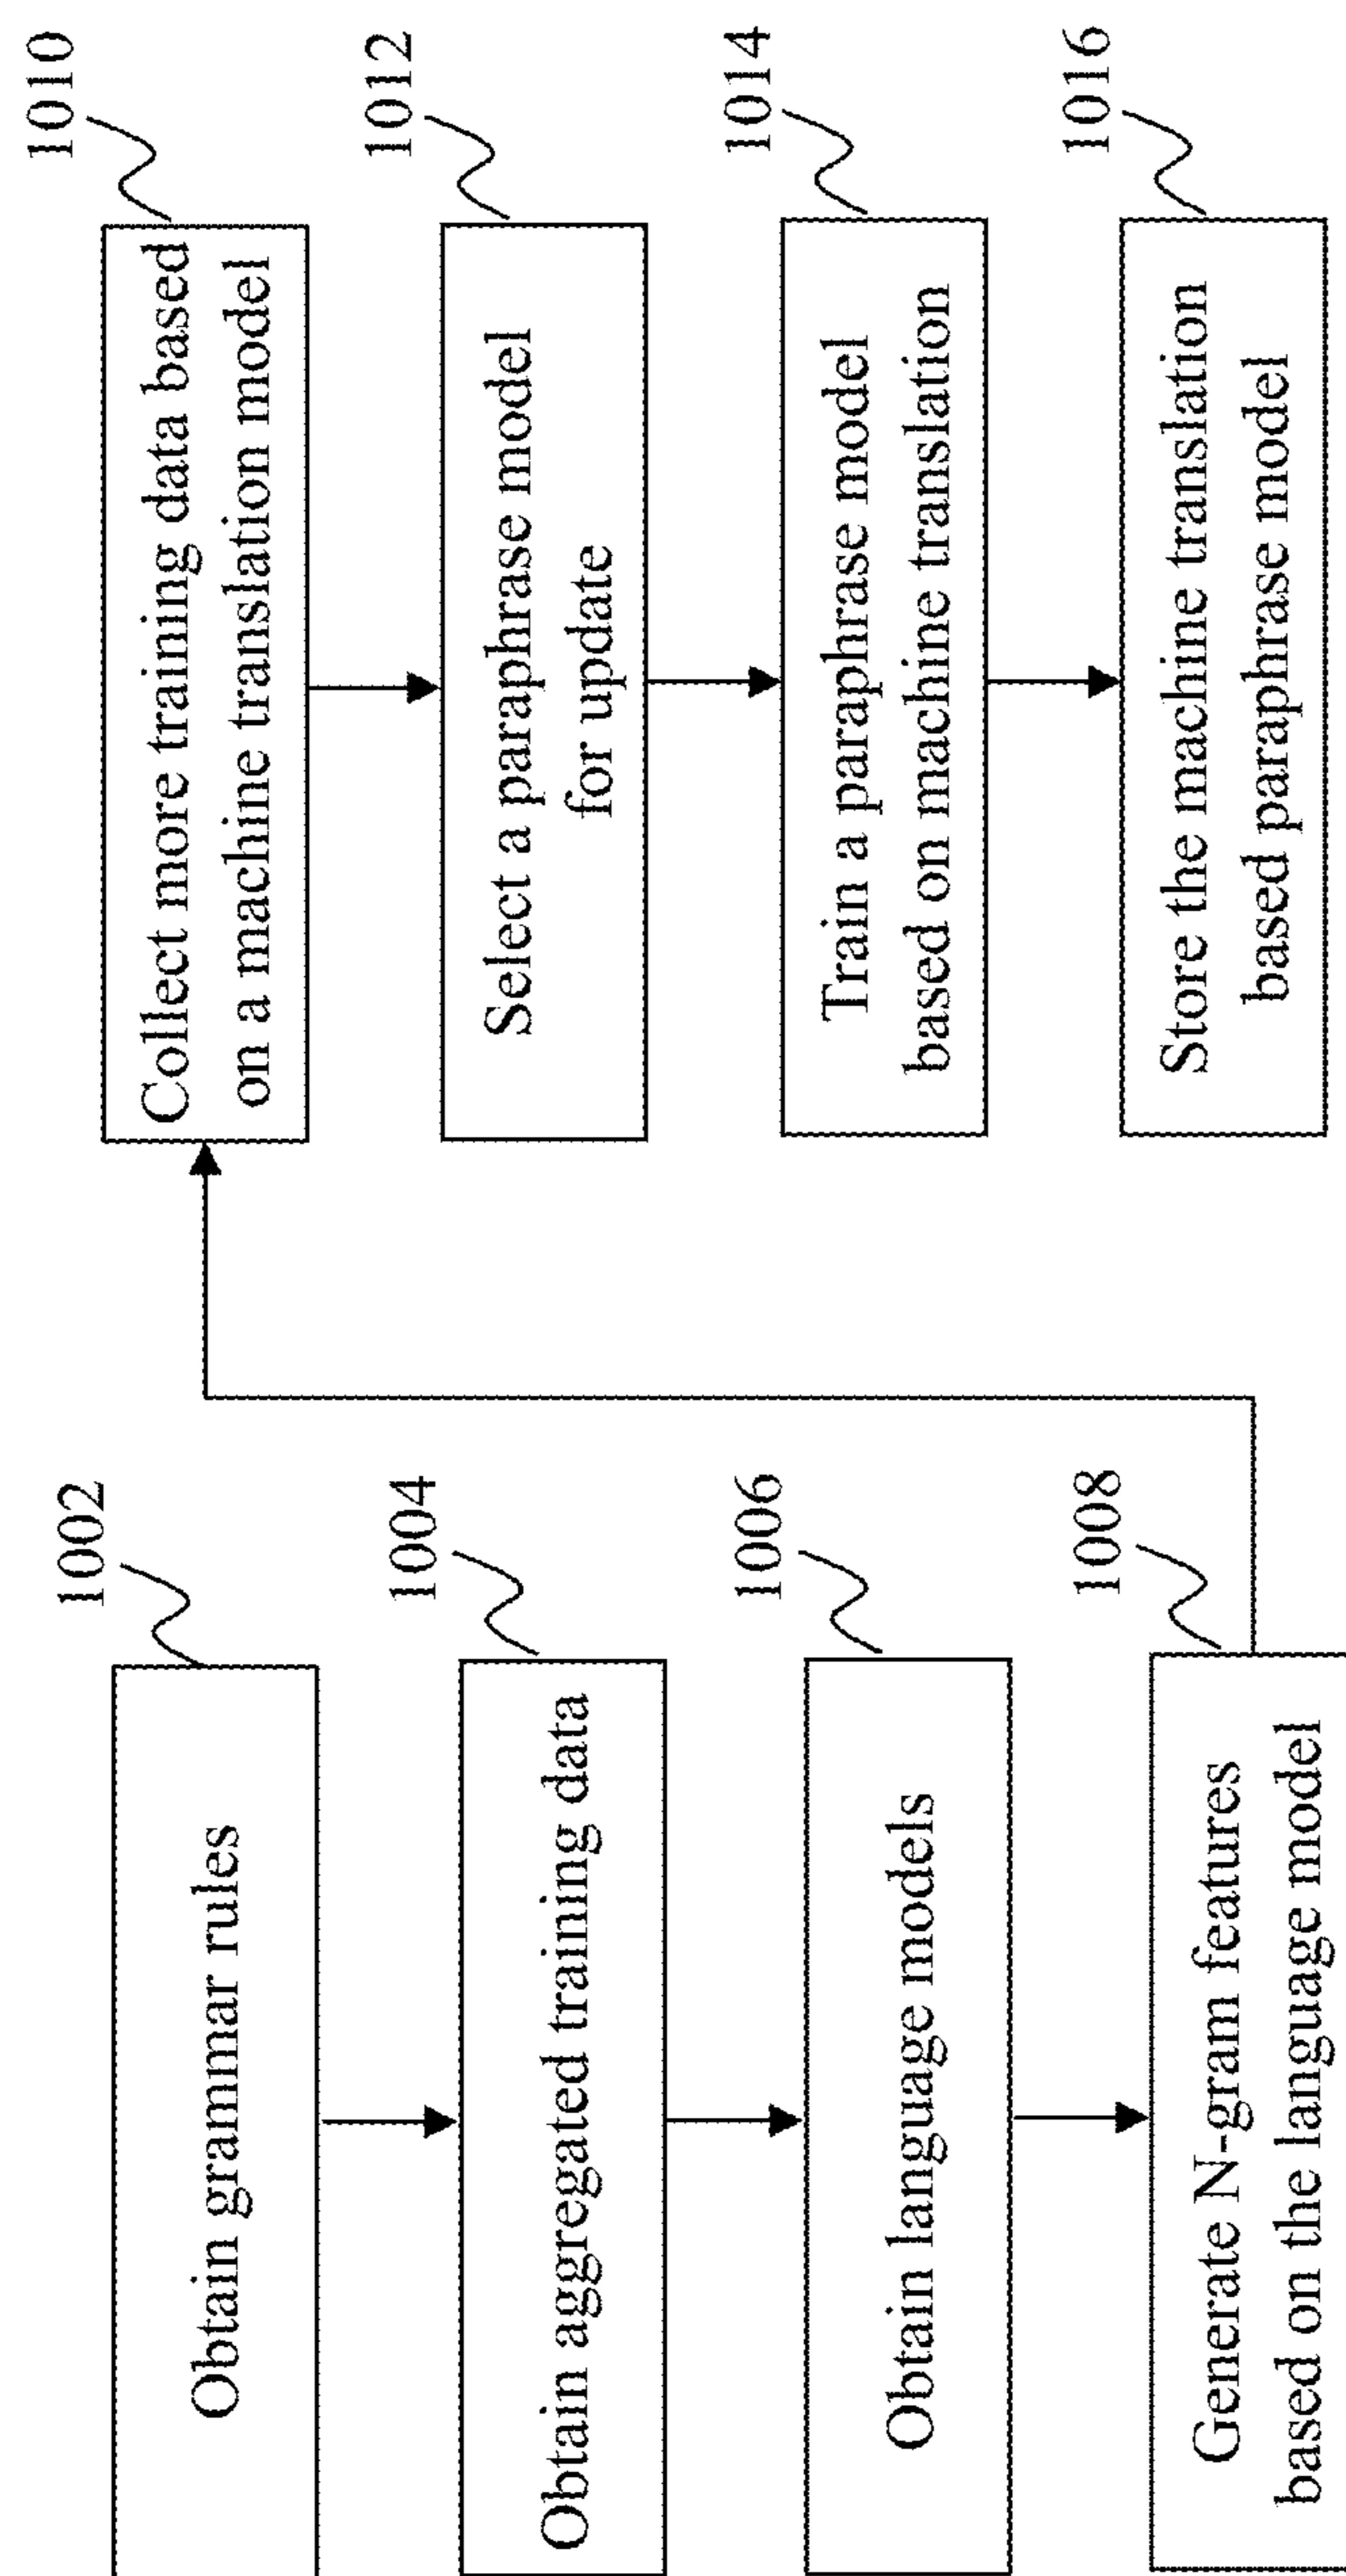 1002
Obtain grammar rules
1004
Obtain aggregated training data
1006
Obtain language models
1008
Generate N-gram features
based on the language model
1010
Collect more training data based
on a machine translation model
1012
Select a paraphrase model
for update
1014
Train a paraphrase model
based on machine translation
1016
Store the machine translation
based paraphrase model